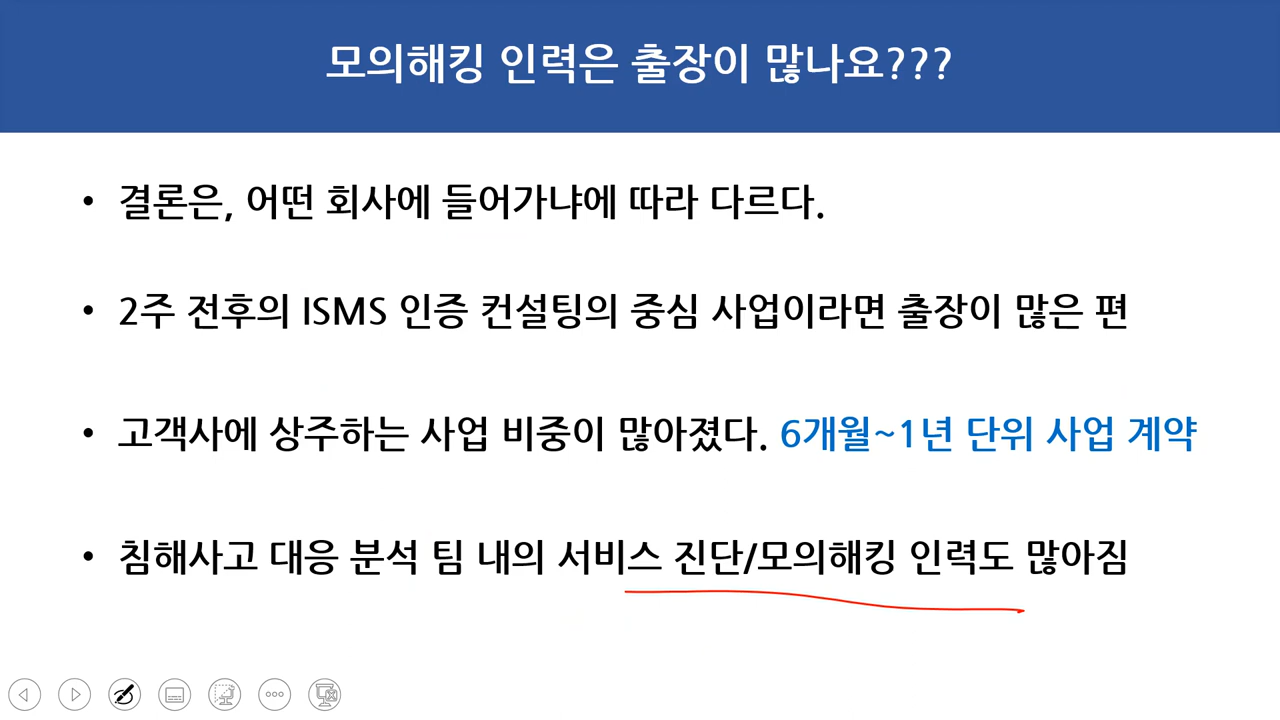 모의해킹 인력은 출장이 많나요???
• 결론은, 어떤 회사에 들어가냐에 따라 다르다.
• 2주 전후의 ISMS 인증 컨설팅의 중심 사업이라면 출장이 많은 편
• 고객사에 상주하는 사업 비중이 많아졌다. 6개월~1년 단위 사업 계약
• 침해사고 대응 분석 팀 내의 서비스 진단/모의해킹 인력도 많아짐